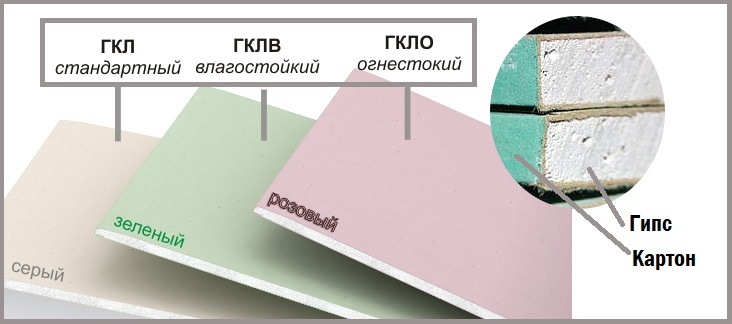 ГКЛ
стандартный
ГКЛВ
влагостойкий
ГКЛО
огнестокий
розовый
зеленый
серый
Гипс
Картон